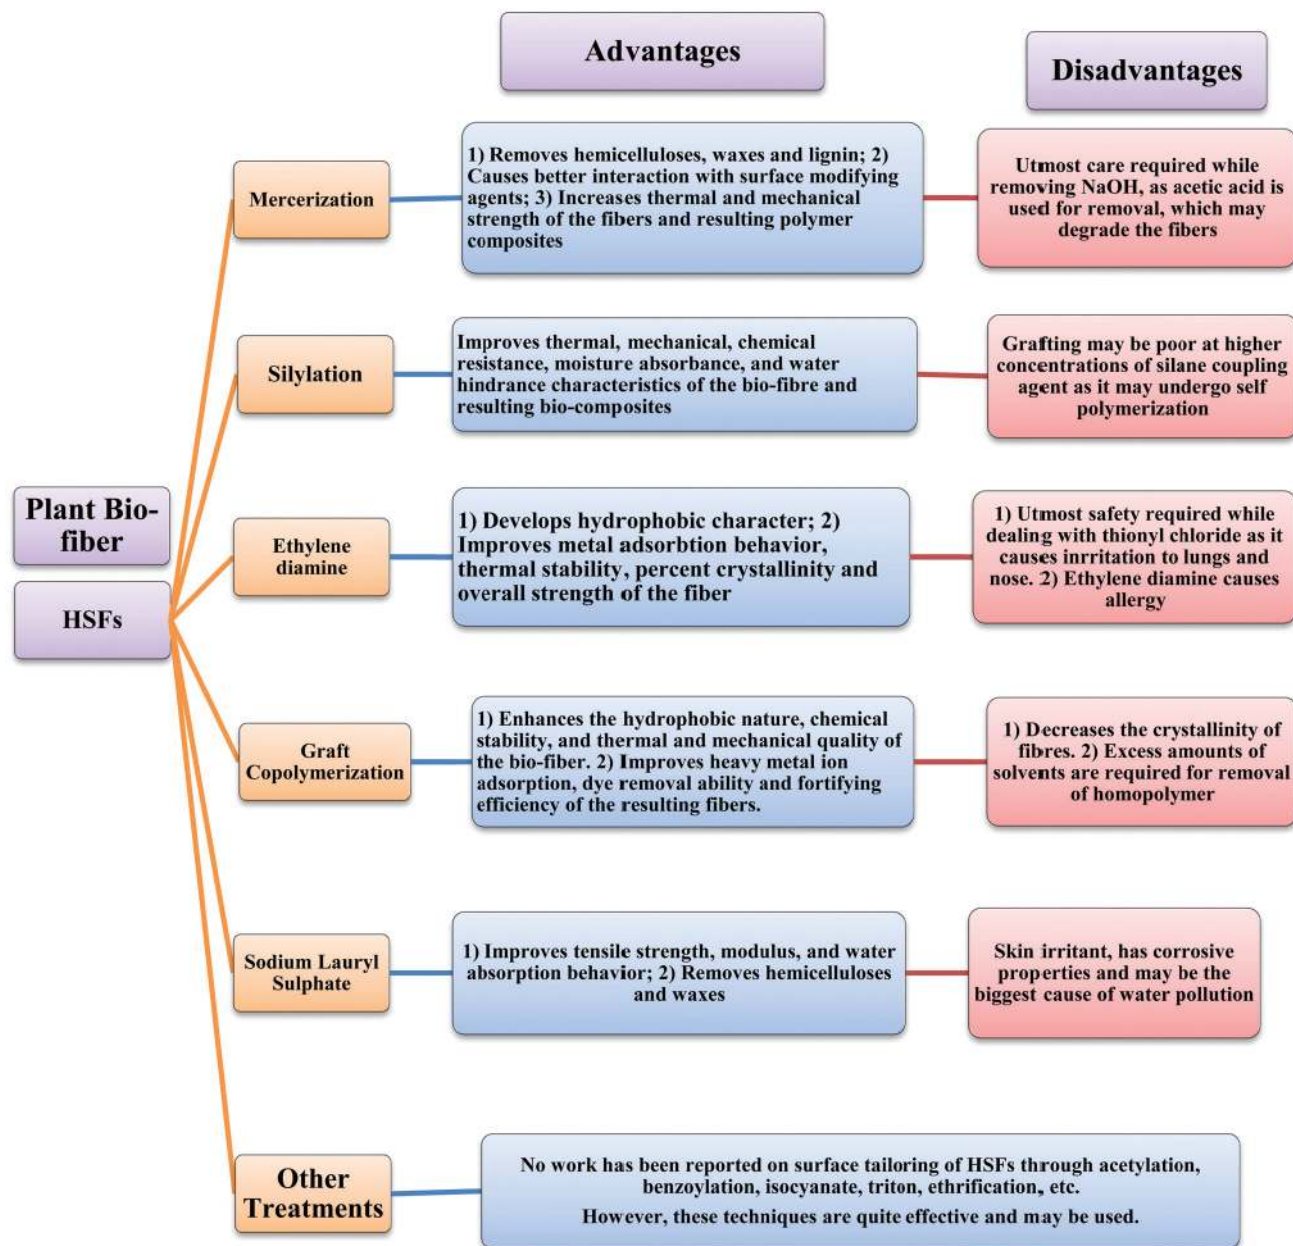 Advantages
Disadvantages
Plant Bio-
fiber
HSFs
Mercerization
1) Removes hemicelluloses, waxes and lignin; 2)
Causes better interaction with surface modifying
agents; 3) Increases thermal and mechanical
strength of the fibers and resulting polymer
composites
Utmost care required while
removing NaOH, as acetic acid is
used for removal, which may
degrade the fibers
Silylation
Improves thermal, mechanical, chemical
resistance, moisture absorbance, and water
hindrance characteristics of the bio-fibre and
resulting bio-composites
Grafting may be poor at higher
concentrations of silane coupling
agent as it may undergo self
polymerization
Ethylene
diamine
1) Develops hydrophobic character; 2)
Improves metal adsorbtion behavior,
thermal stability, percent crystallinity and
overall strength of the fiber
1) Utmost safety required while
dealing with thionyl chloride as it
causes inrritation to lungs and
nose. 2) Ethylene diamine causes
allergy
Graft
Copolymerization
1) Enhances the hydrophobic nature, chemical
stability, and thermal and mechanical quality of
the bio-fiber. 2) Improves heavy metal ion
adsorption, dye removal ability and fortifying
efficiency of the resulting fibers.
1) Decreases the crystallinity of
fibres. 2) Excess amounts of
solvents are required for removal
of homopolymer
Sodium Lauryl
Sulphate
1) Improves tensile strength, modulus, and water
absorption behavior; 2) Removes hemicelluloses
and waxes
Skin irritant, has corrosive
properties and may be the
biggest cause of water pollution
Other
Treatments
No work has been reported on surface tailoring of HSFs through acetylation,
benzoylation, isocyanate, triton, ethrification, etc.
However, these techniques are quite effective and may be used.